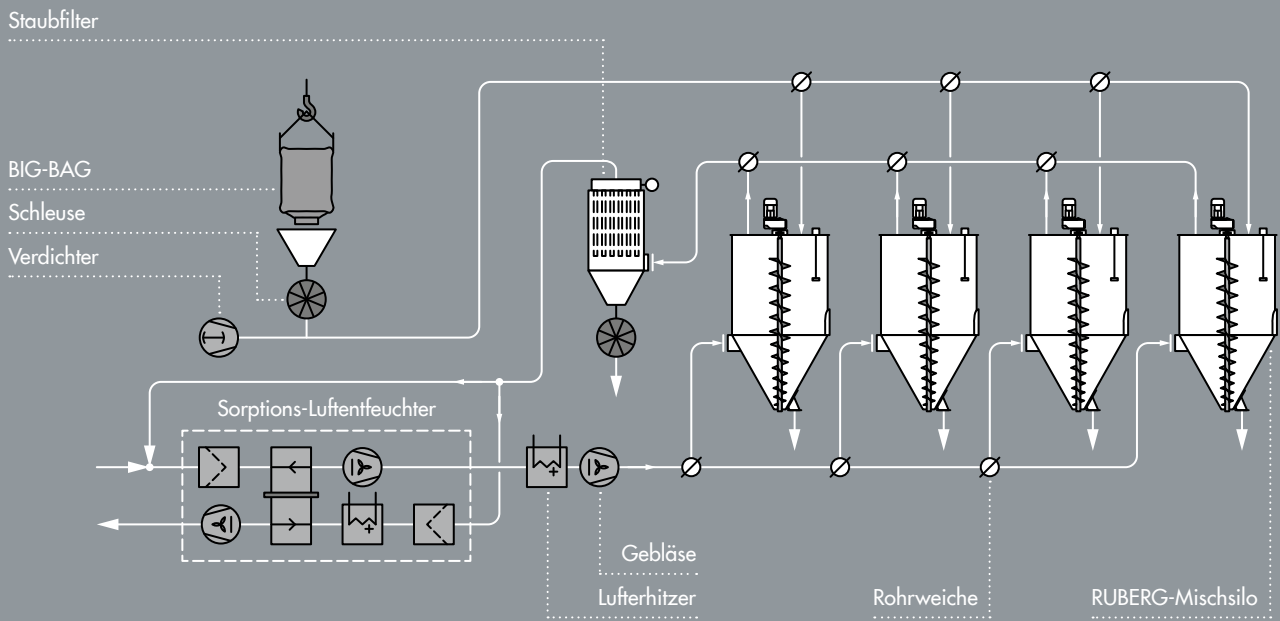 Staubfilter
BIG-BAG
Schleuse
Verdichter
Sorptions-Luftentfeuchter
Gebläse
Lufterhitzer
Rohrweiche
RUBERG-Mischsilo